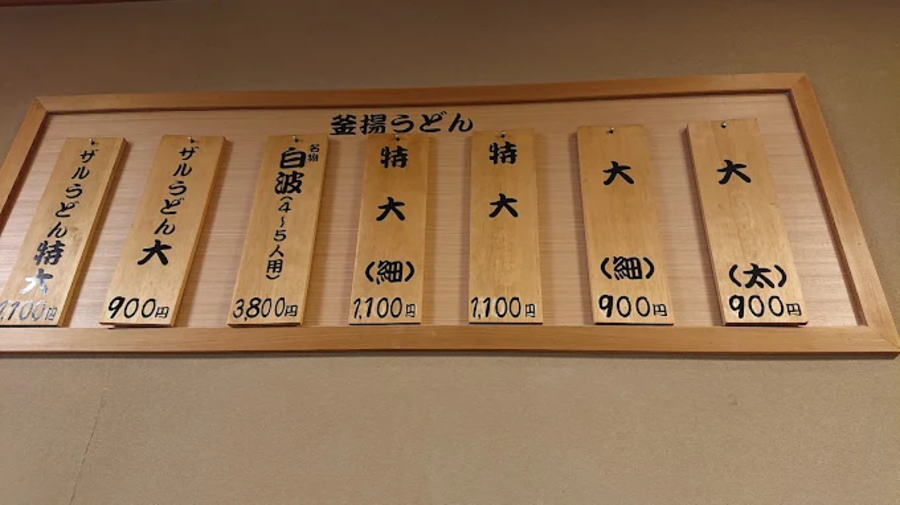 釜揚うどん
大
(太)
900円
大
(細)
900円
特大
1,100円
特大
(細)
1,100円
名物
白波(4~5人用)
3,800円
ザルうどん大
900円
ザルうどん特大
1,100円